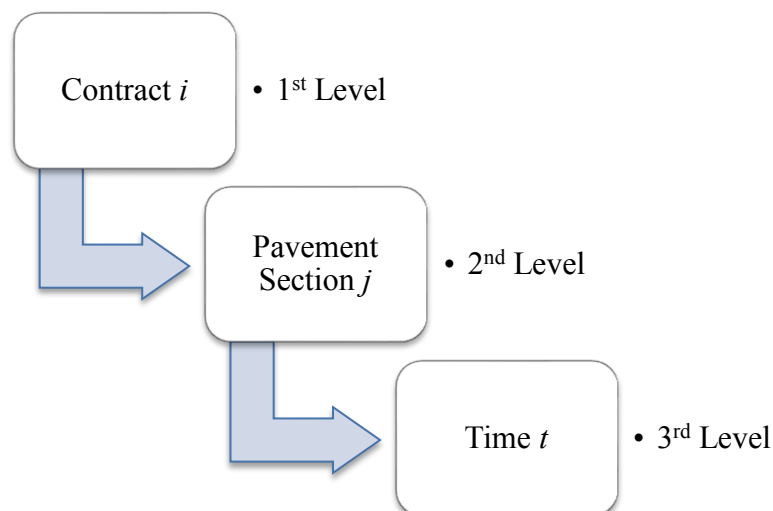 Contract i
• 1st Level
Pavement
Section j
• 2nd Level
Time t
• 3rd Level